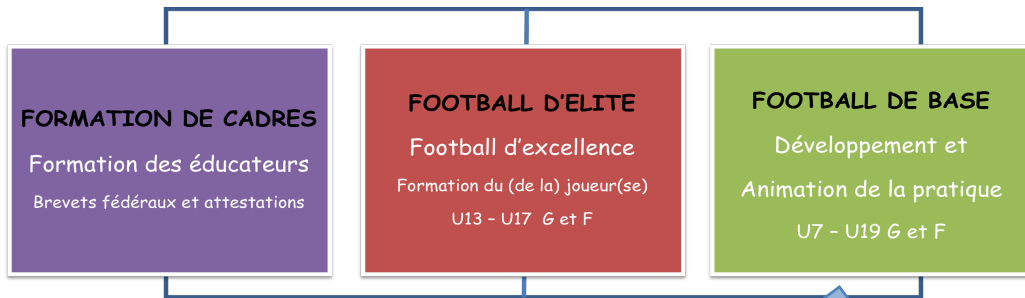 FORMATION DE CADRES
Formation des éducateurs
Brevets fédéraux et attestations
FOOTBALL D'ELITE
Football d'excellence
Formation du (de la) joueur(se)
U13 – U17 G et F
FOOTBALL DE BASE
Développement et
Animation de la pratique
U7 – U19 G et F